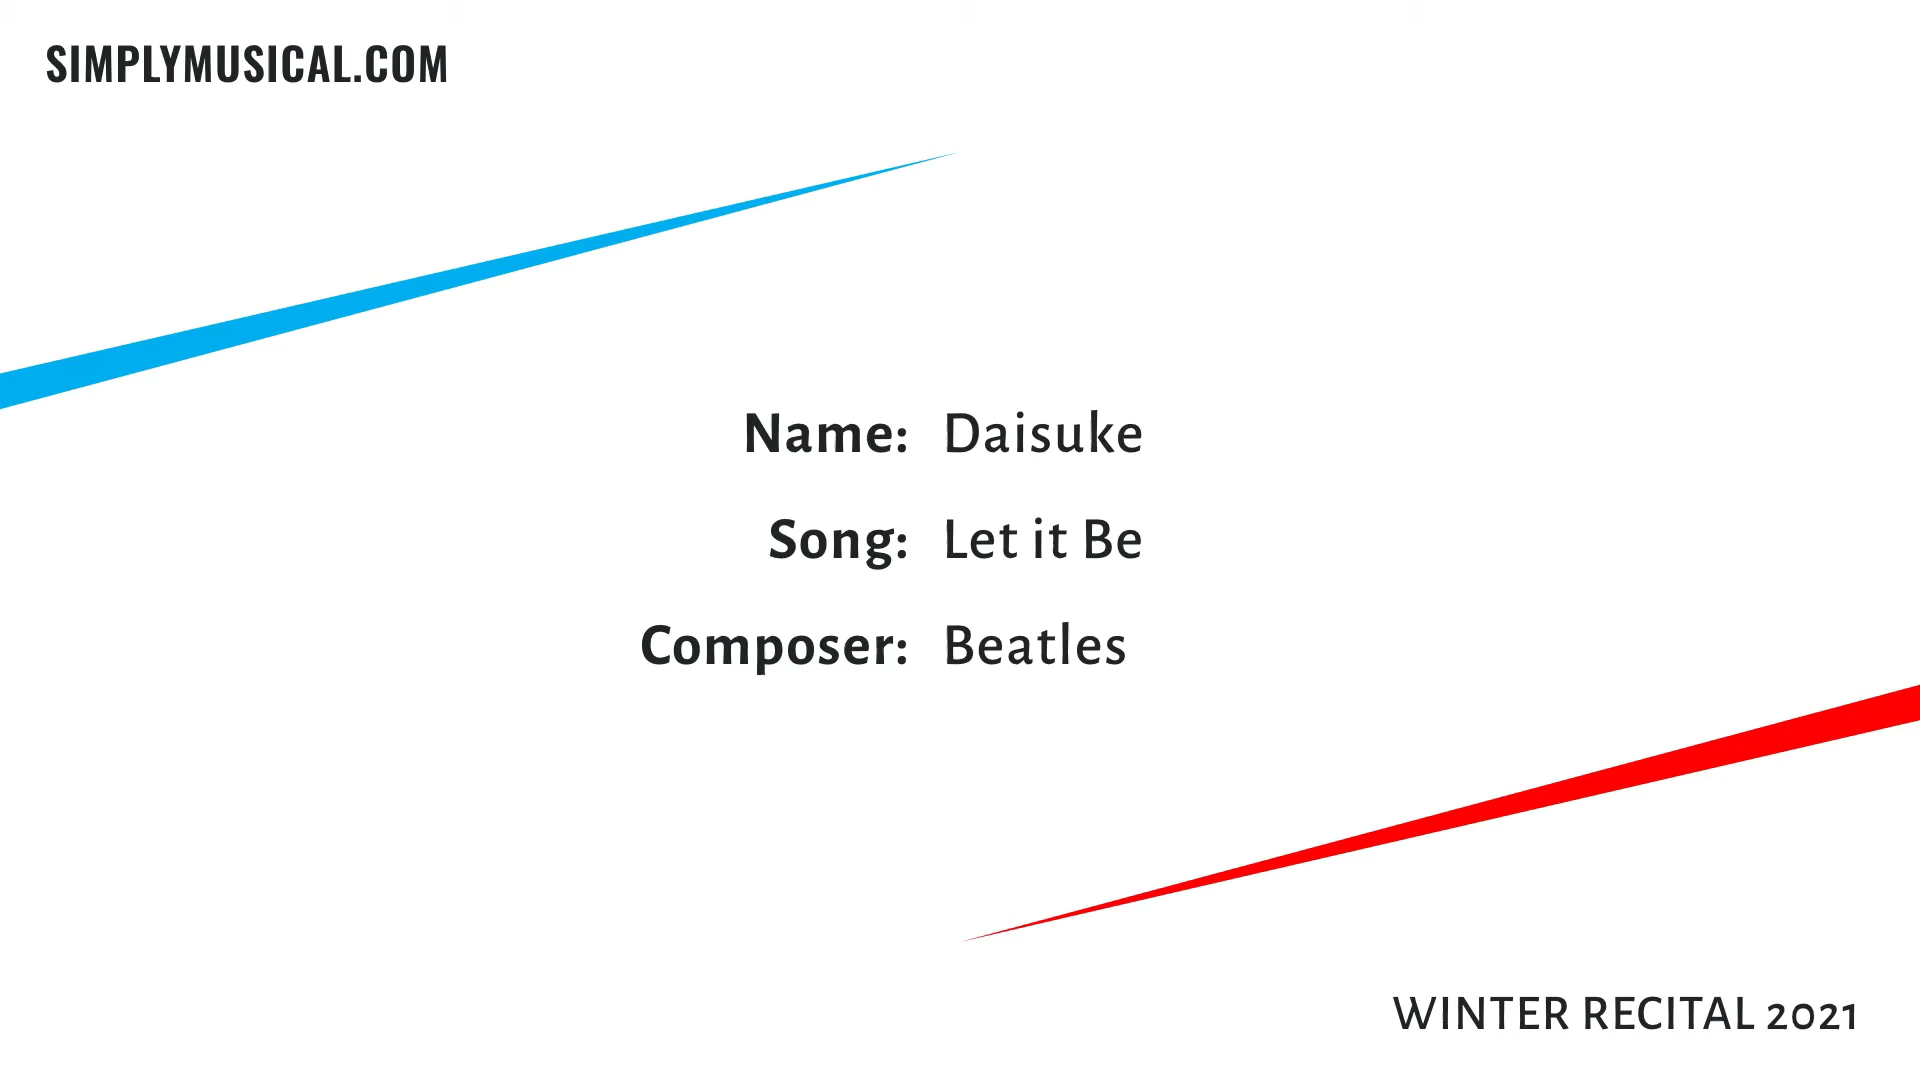 SIMPLYMUSICAL.COM
Name: Daisuke
Song: Let it Be
Composer: Beatles
WINTER RECITAL 2021